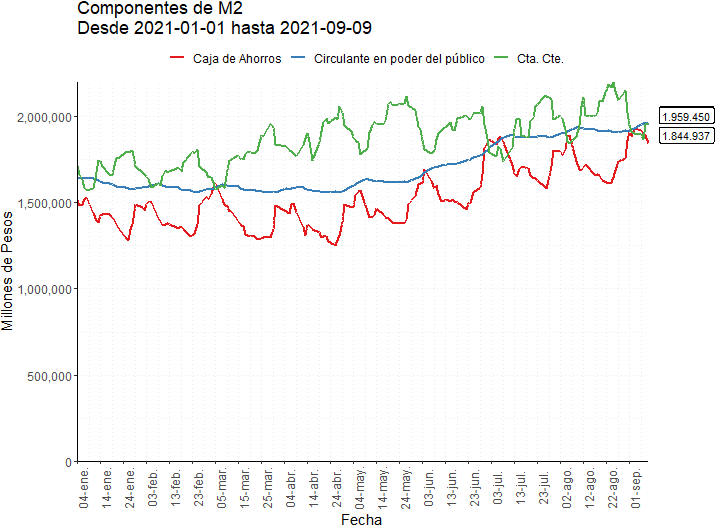 Componentes de M2
Desde 2021-01-01 hasta 2021-09-09
Caja de Ahorros Circulante en poder del público Cta. Cte.
2,000,000
1,500,000
1,000,000
500,000
0
Millones de Pesos
1.959.450
1.844.937
04-ene.
14-ene.
24-ene.
03-feb.
13-feb.
23-feb.
05-mar.
15-mar.
25-mar.
04-abr.
14-abr.
24-abr.
04-may.
14-may.
24-may.
03-jun.
13-jun.
23-jun.
03-jul.
13-jul.
23-jul.
02-ago.
12-ago.
22-ago.
01-sep.
Fecha